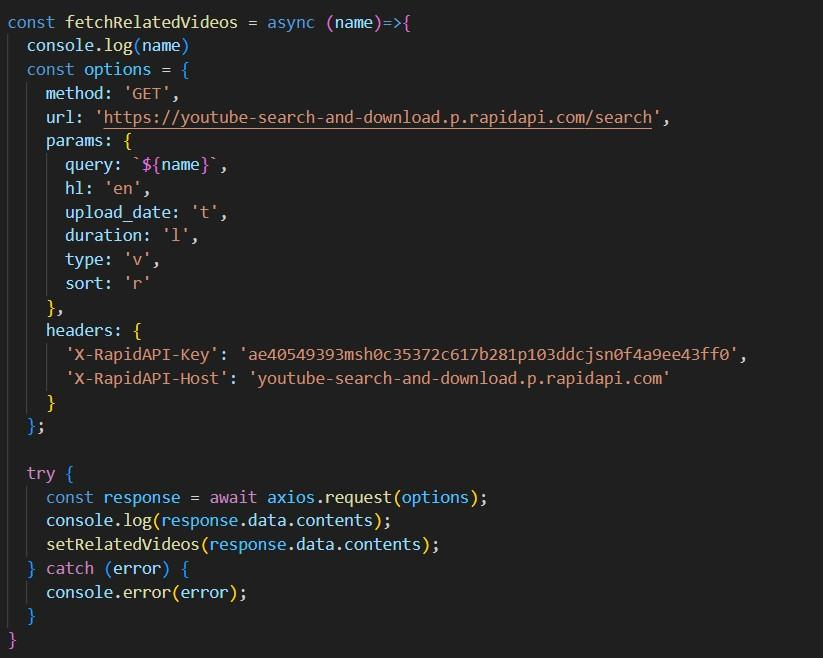 const fetchRelatedVideos = async (name)=>{
  console.log(name)
  const options = {
    method: 'GET',
    url: 'https://youtube-search-and-download.p.rapidapi.com/search',
    params: {
      query: `${name}`,
      hl: 'en',
      upload_date: 't',
      duration: 'l',
      type: 'v',
      sort: 'r'
    },
    headers: {
      'X-RapidAPI-Key': 'ae40549393msh0c35372c617b281p103ddcjsn0f4a9ee43ff0',
      'X-RapidAPI-Host': 'youtube-search-and-download.p.rapidapi.com'
    }
  };

  try {
    const response = await axios.request(options);
    console.log(response.data.contents);
    setRelatedVideos(response.data.contents);
  } catch (error) {
    console.error(error);
  }
}